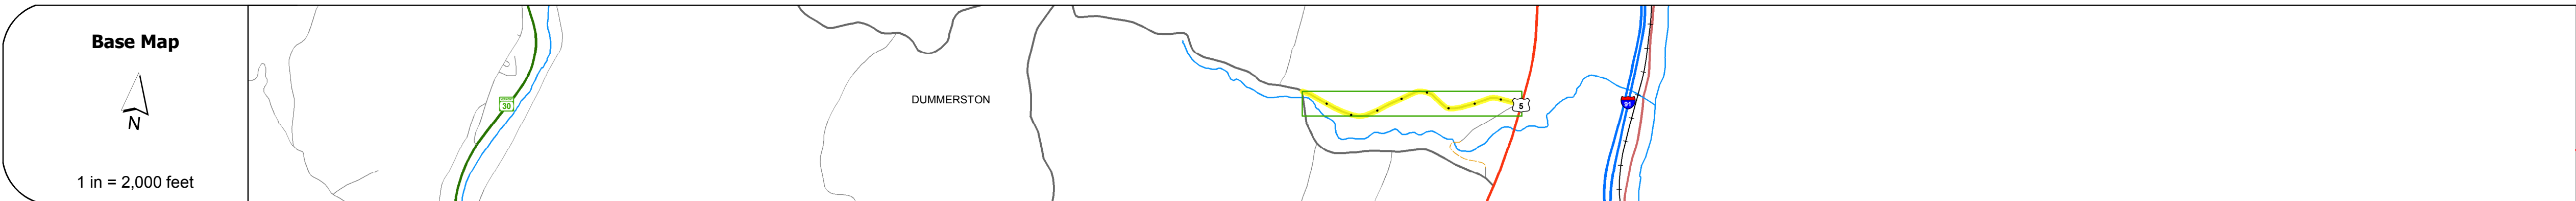 Base Map
N
1 in = 2,000 feet
30
DUMMERSTON
5
91